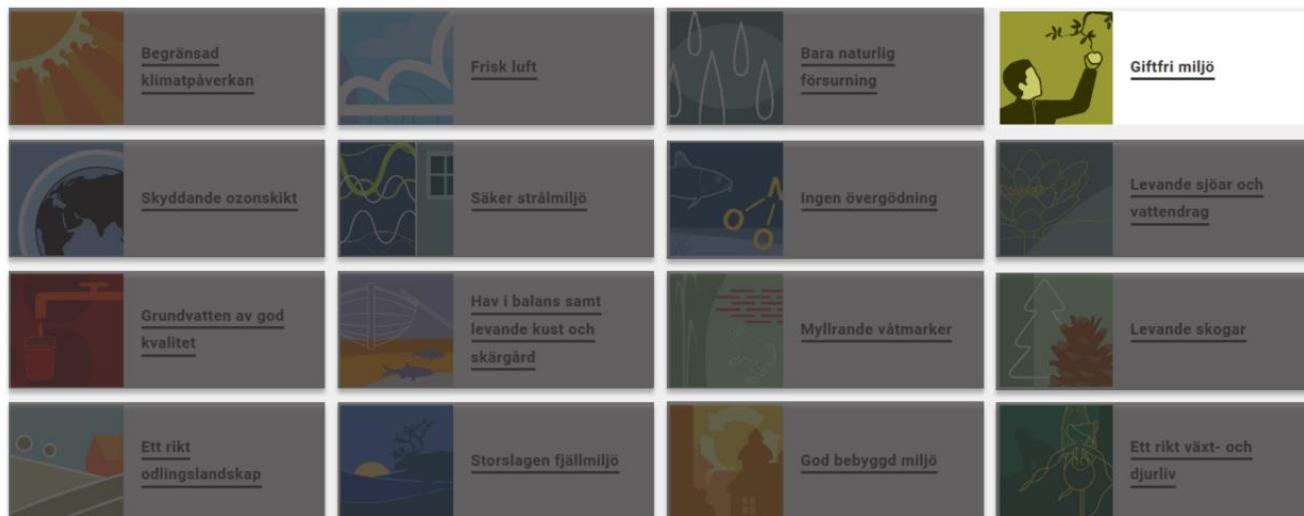 Begränsad
klimatpåverkan
Frisk luft
Bara naturlig
försurning
Giftfri miljö
Skyddande ozonskikt
Säker strålmiljö
Ingen övergödning
Levande sjöar och
vattendrag
Grundvatten av god
kvalitet
Hav i balans samt
levande kust och
skärgård
Myllrande våtmarker
Levande skogar
Ett rikt
odlingslandskap
Storslagen fjällmiljö
God bebyggd miljö
Ett rikt växt- och
djurliv